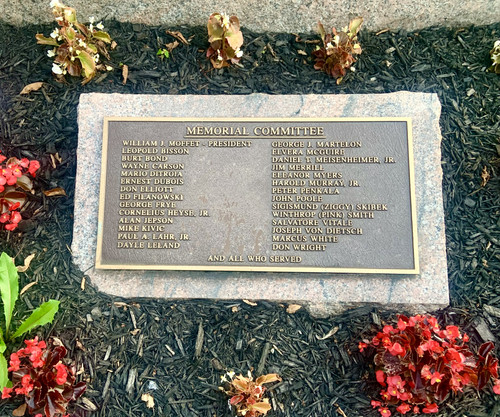 MEMORIAL COMMITTEE
WILLIAM J. MOFFET - PRESIDENT
LEOPOLD BISSON
BURT BOND
WAYNE CARSON
MARIO DITROIA
ERNEST DUBOIS
DON ELLIOTT
ED FILANOWSKI
GEORGE FRYE
CORNELIUS HEYSE, JR.
ALAN JEPSON
MIKE KIVIC
PAUL A. LAHR, JR.
DAYLE LELAND
GEORGE J. MARTELON
ELVERA MCGUIRE
DANIEL T. MEISENHEIMER, JR.
JIM MERRILL
ELEANOR MYERS
HAROLD MURRAY, JR.
PETER PENKALA
JOHN POOLE
SIGISMUND (ZIGGY) SKIBEK
WINTHROP (PINK) SMITH
SALVATORE VITALE
JOSEPH VON DIETSCH
MARCUS WHITE
DON WRIGHT
AND ALL WHO SERVED